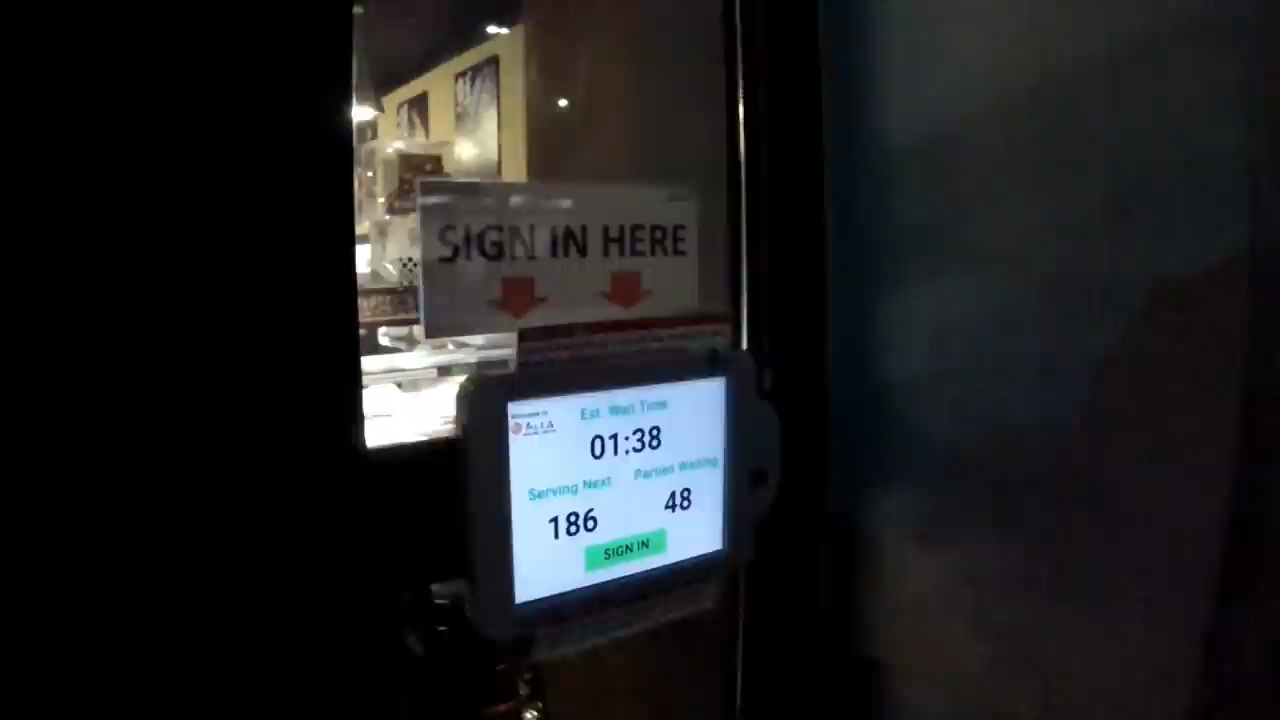 SIGN IN HERE
Est. Wait Time
01:38
Serving Next
Parties Waiting
186
48
SIGN IN